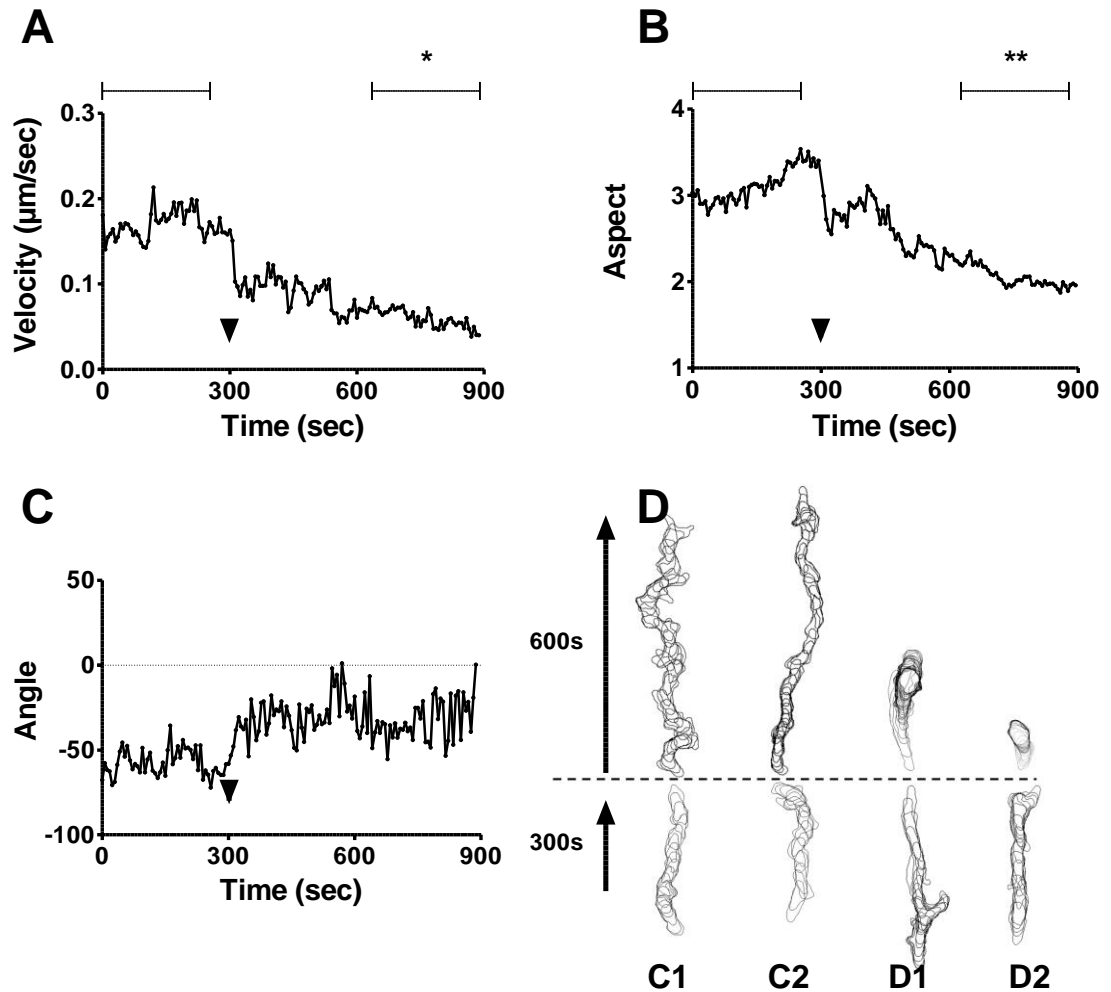 A
*
Velocity (µm/sec)
0.3
0.2
0.1
0.0
0 300 600 900
Time (sec)
B
**
Aspect
4
3
2
1
0 300 600 900
Time (sec)
C
Angle
50
0
-50
-100
0 300 600 900
Time (sec)
D
600s
300s
C1 C2 D1 D2